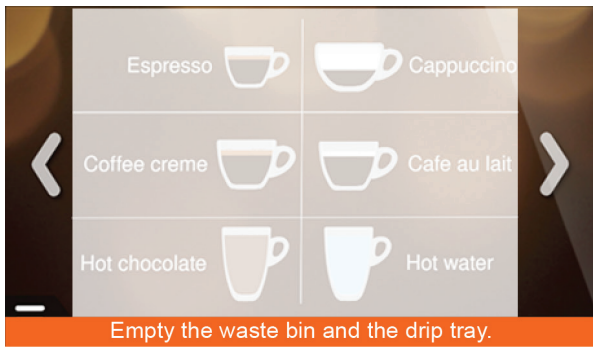 Espresso
Cappuccino
Coffee creme
Cafe au lait
Hot chocolate
Hot water
Empty the waste bin and the drip tray.